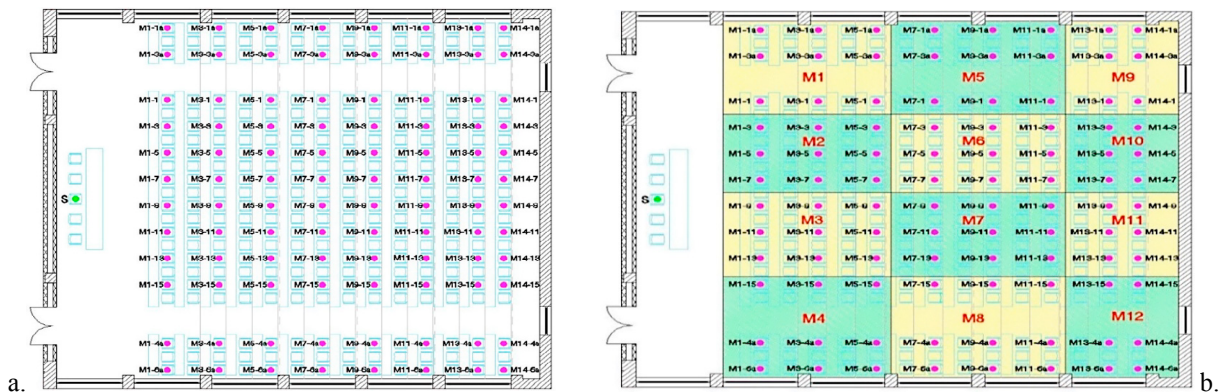 M1-1a M3-1a M5-1a M7-1a M9-1a M11-1a M13-1a M14-1a
M1-3a M3-3a M5-3a M7-3a M9-3a M11-3a M13-3a M14-3a
M1-1 M3-1 M5-1 M7-1 M9-1 M11-1 M13-1 M14-1
M1-3 M3-3 M5-3 M7-3 M9-3 M11-3 M13-3 M14-3
M1-5 M3-5 M5-5 M7-5 M9-5 M11-5 M13-5 M14-5
M1-7 M3-7 M5-7 M7-7 M9-7 M11-7 M13-7 M14-7
S M1-9 M3-9 M5-9 M7-9 M9-9 M11-9 M13-9 M14-9
M1-11 M3-11 M5-11 M7-11 M9-11 M11-11 M13-11 M14-11
M1-13 M3-13 M5-13 M7-13 M9-13 M11-13 M13-13 M14-13
M1-15 M3-15 M5-15 M7-15 M9-15 M11-15 M13-15 M14-15
M1-4a M3-4a M5-4a M7-4a M9-4a M11-4a M13-4a M14-4a
M1-6a M3-6a M5-6a M7-6a M9-6a M11-6a M13-6a M14-6a
a.
M1-1a M3-1a M7-1a M9-1a M11-1a M13-1a M14-1a
M1-3a M3-3a M7-3a M9-3a M11-3a M13-3a M14-3a
M1 M5 M9
M1-1 M3-1 M5-1 M7-1 M9-1 M11-1 M13-1 M14-1
M1-3 M3-3 M5-3 M7-3 M9-3 M11-3 M13-3 M14-3
M2 M6 M10
M1-5 M3-5 M5-5 M7-5 M9-5 M11-5 M13-5 M14-5
M1-7 M3-7 M5-7 M7-7 M9-7 M11-7 M13-7 M14-7
S M1-9 M3-9 M5-9 M7-9 M9-9 M11-9 M13-9 M14-9
M3 M7 M11
M1-11 M3-11 M5-11 M7-11 M9-11 M11-11 M13-11 M14-11
M1-13 M3-13 M5-13 M7-13 M9-13 M11-13 M13-13 M14-13
M1-15 M3-15 M5-15 M7-15 M9-15 M11-15 M13-15 M14-15
M4 M8 M12
M1-4a M3-4a M5-4a M7-4a M9-4a M11-4a M13-4a M14-4a
M1-6a M3-6a M5-6a M7-6a M9-6a M11-6a M13-6a M14-6a
b.